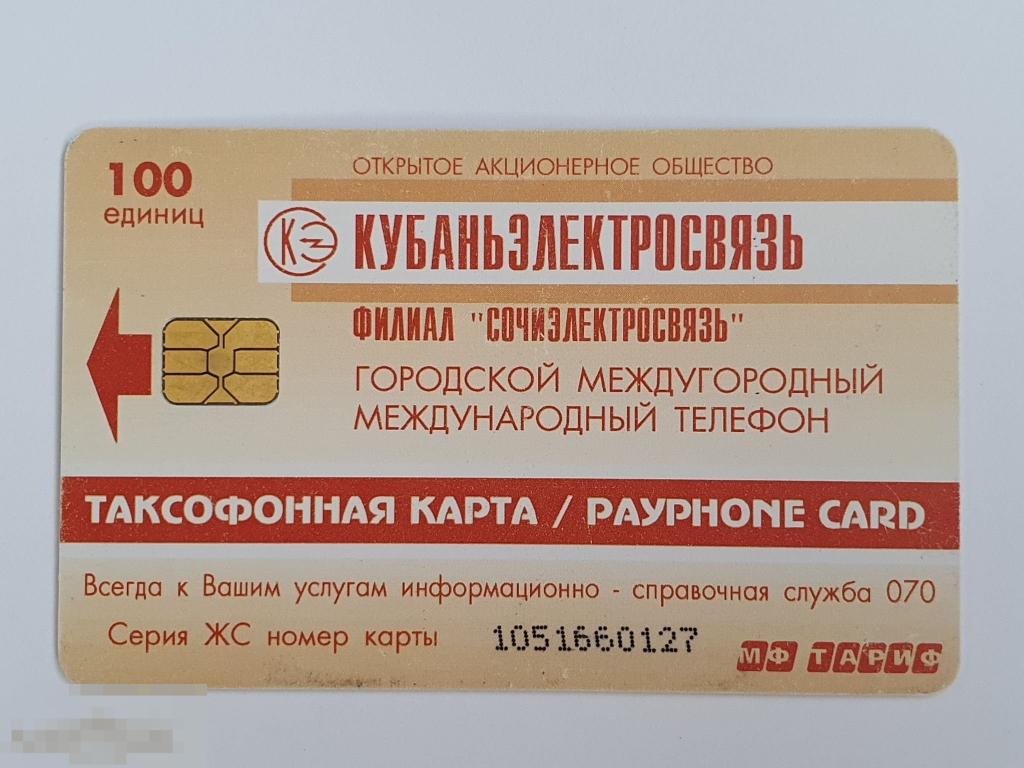 100
единиц
ОТКРЫТОЕ АКЦИОНЕРНОЕ ОБЩЕСТВО
КЭ КУБАНЬЭЛЕКТРОСВЯЗЬ
ФИЛИАЛ "СОЧИЭЛЕКТРОСВЯЗЬ"
ГОРОДСКОЙ МЕЖДУГОРОДНЫЙ
МЕЖДУНАРОДНЫЙ ТЕЛЕФОН
ТАКСОФОННАЯ КАРТА / PAYPHONE CARD
Всегда к Вашим услугам информационно - справочная служба 070
Серия ЖС номер карты 1051660127
МФ ТАРИФ